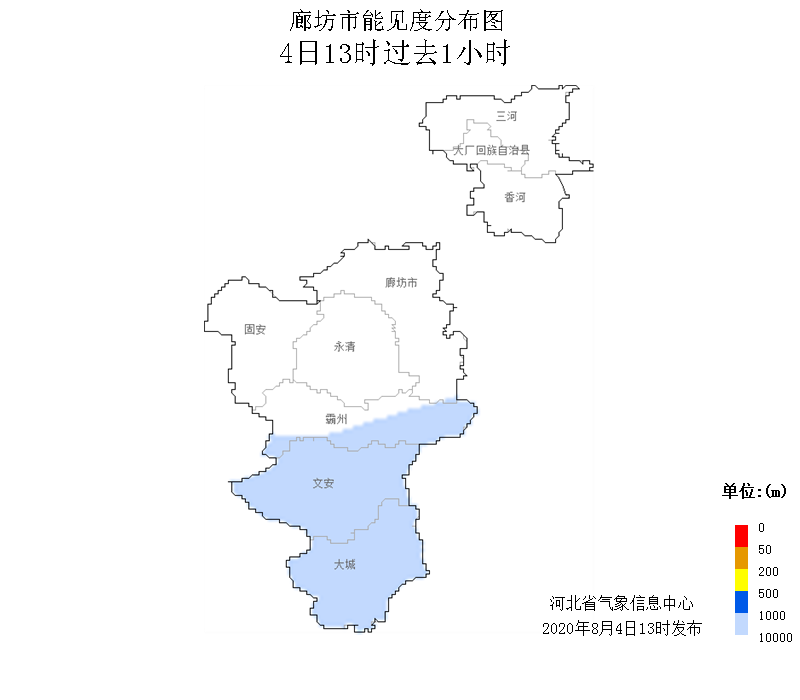 廊坊市能见度分布图
4日13时过去1小时
三河
大厂回族自治县
香河
廊坊市
固安
永清
霸州
文安
大城
单位:(m)
0
50
200
500
1000
10000
河北省气象信息中心
2020年8月4日13时发布